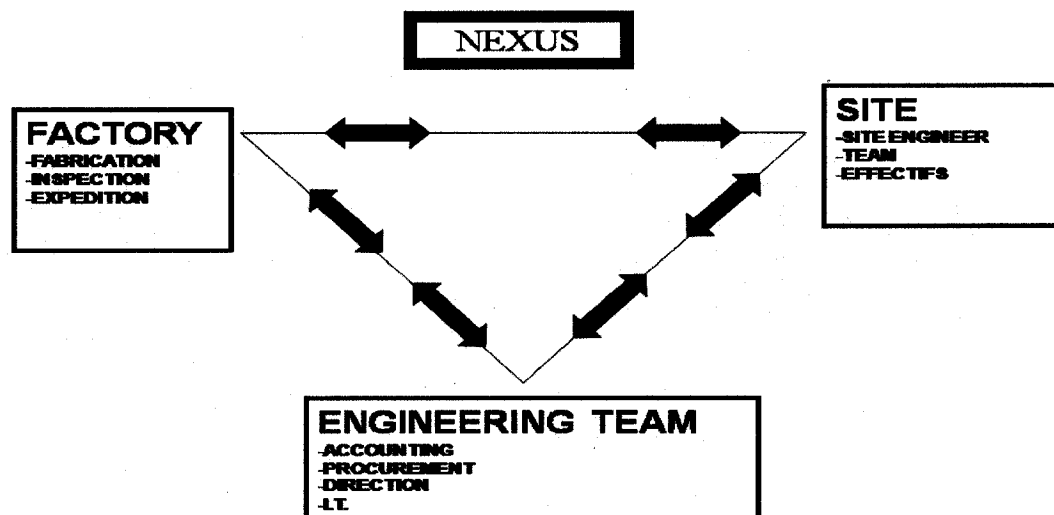 NEXUS
FACTORY
-FABRICATION
-INSPECTION
-EXPEDITION
SITE
-SITE ENGINEER
-TEAM
-EFFECTIFS
ENGINEERING TEAM
-ACCOUNTING
-PROCUREMENT
-DIRECTION
-I.T.